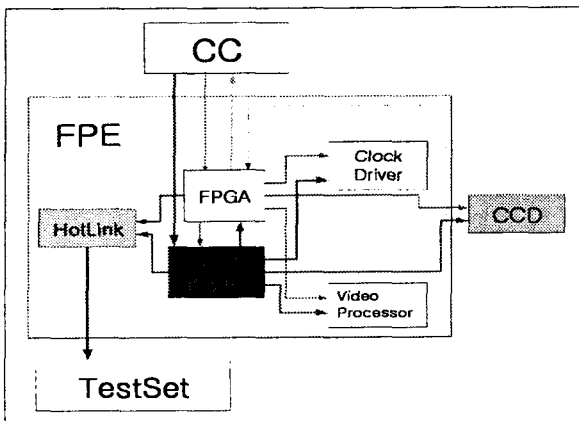 CC
FPE
Clock
Driver
FPGA
CCD
HotLink
Video
Processor
TestSet